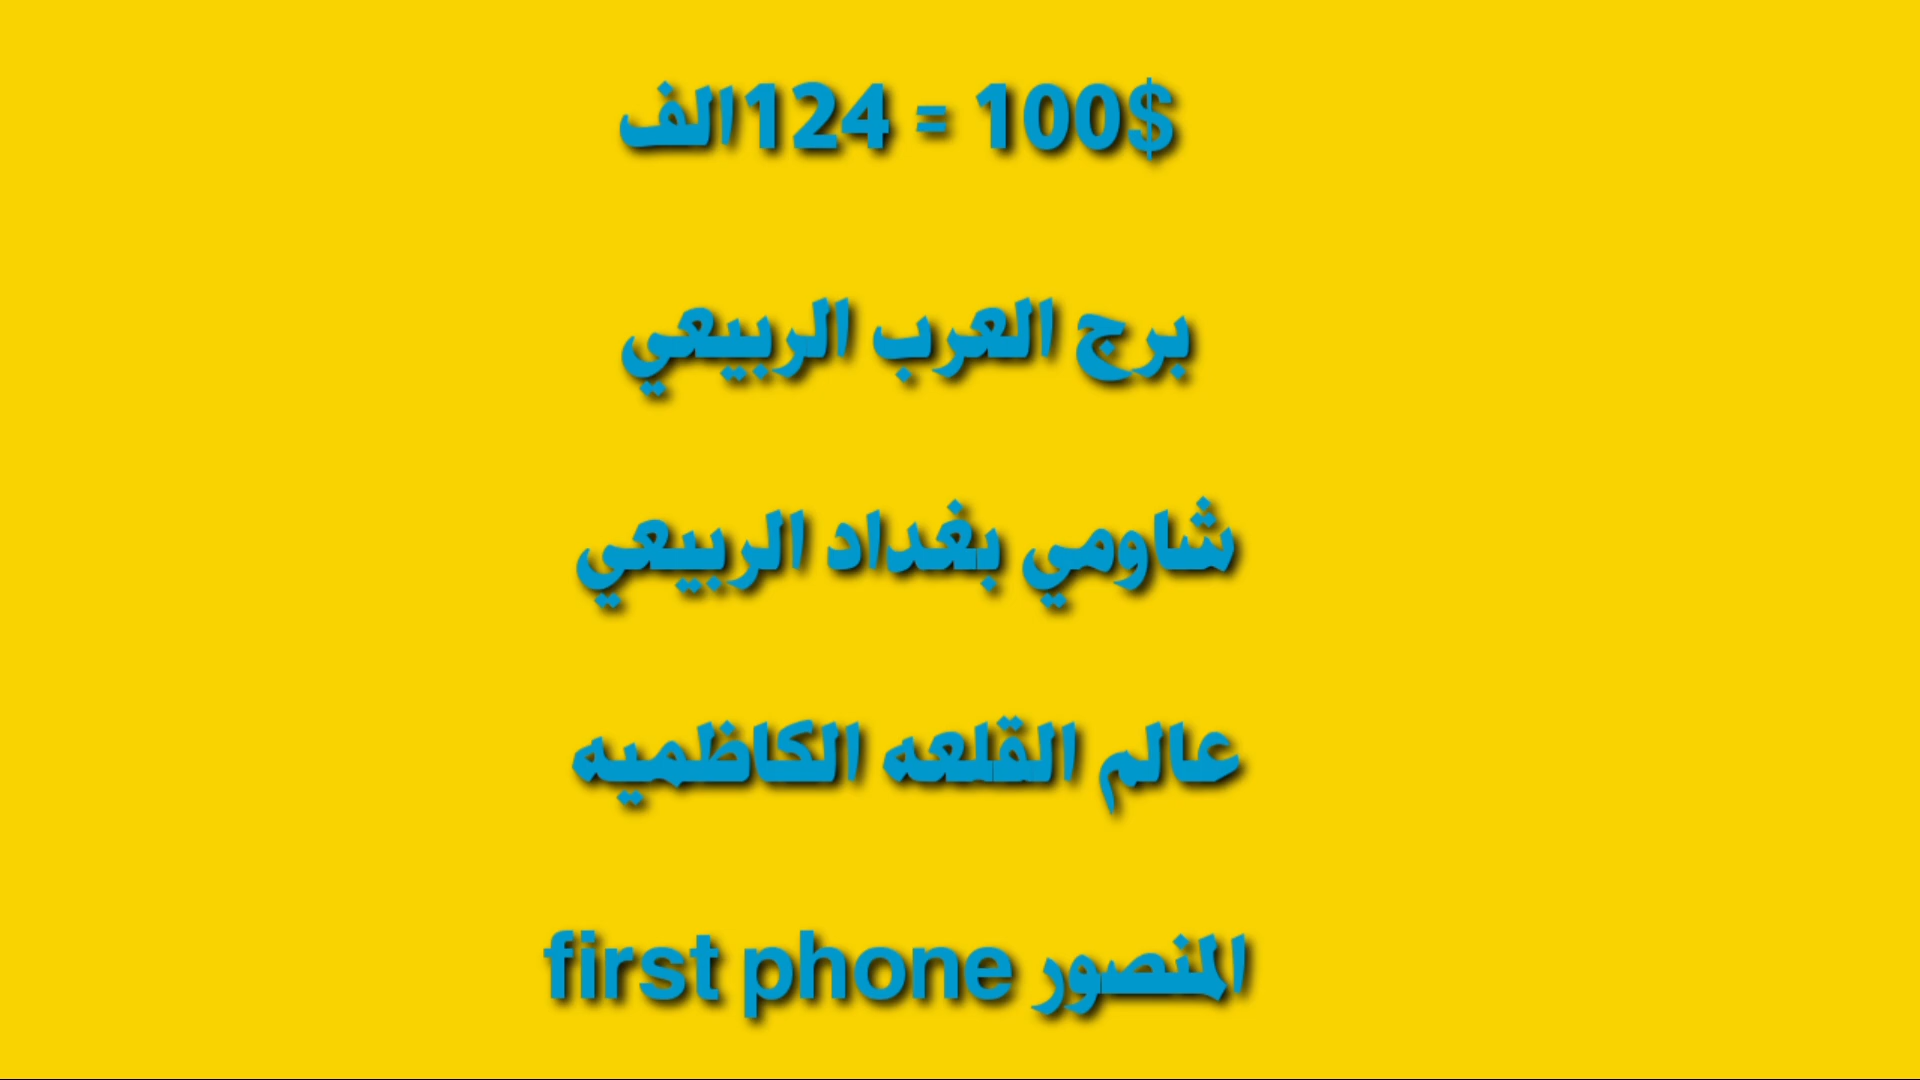 100$ = 124الف
برج العرب الربيعي
شاومي بغداد الربيعي
عالم القلعه الكاظميه
المنصور first phone